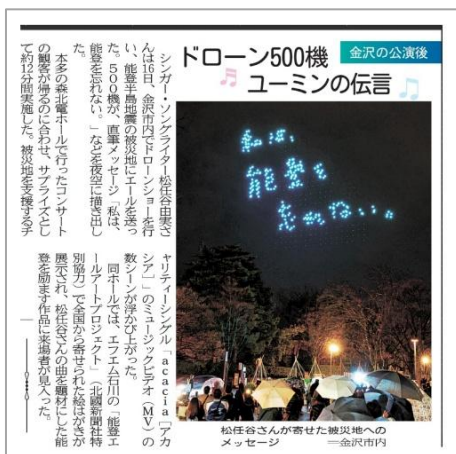 金沢の公演後
ドローン500機
ユーミンの伝言
シンガー・ソングライター松任谷由実さ
んは16日、金沢市内でドローンショーを行
い、能登半島地震の被災地にエールを送っ
た。500機が、直筆メッセージ「私は、
能登を忘れない。」などを夜空に描き出し
た。
本多の森北電ホールで行ったコンサート
の観客が帰るのに合わせ、サプライズとし
て約12分間実施した。被災地を支援するチ
ャリティーシングル「acacia［アカ
シア］」のミュージックビデオ（MV）の
数シーンが浮かび上がった。
同ホールでは、エフエム石川の「能登エ
ールアートプロジェクト」（北國新聞社特
別協力）で全国から寄せられた絵はがきが
展示され、松任谷さんの曲を題材にした能
登を励ます作品に来場者が見入った。
私は、
能登を
忘れない。
松任谷さんが寄せた被災地への
メッセージ　＝金沢市内